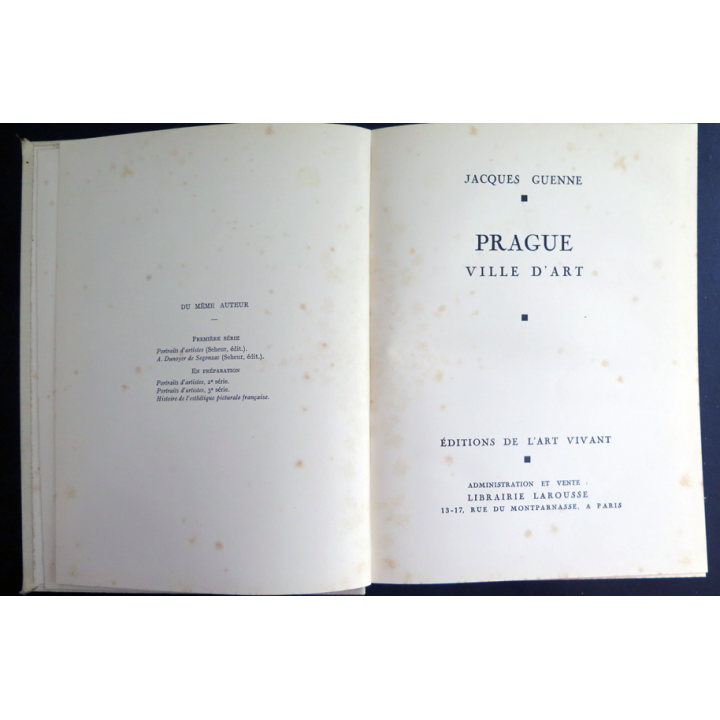 DU MÊME AUTEUR
PREMIÈRE SÉRIE
Portraits d'artistes (Seheur, édit.).
A. Dunoyer de Segonzac (Seheur, édit.).
EN PRÉPARATION
Portraits d'artistes, 2e série.
Portraits d'artistes, 3e série.
Histoire de l'esthétique picturale française.
JACQUES GUENNE
PRAGUE
VILLE D'ART
ÉDITIONS DE L'ART VIVANT
ADMINISTRATION ET VENTE :
LIBRAIRIE LAROUSSE
13-17, RUE DU MONTPARNASSE, A PARIS